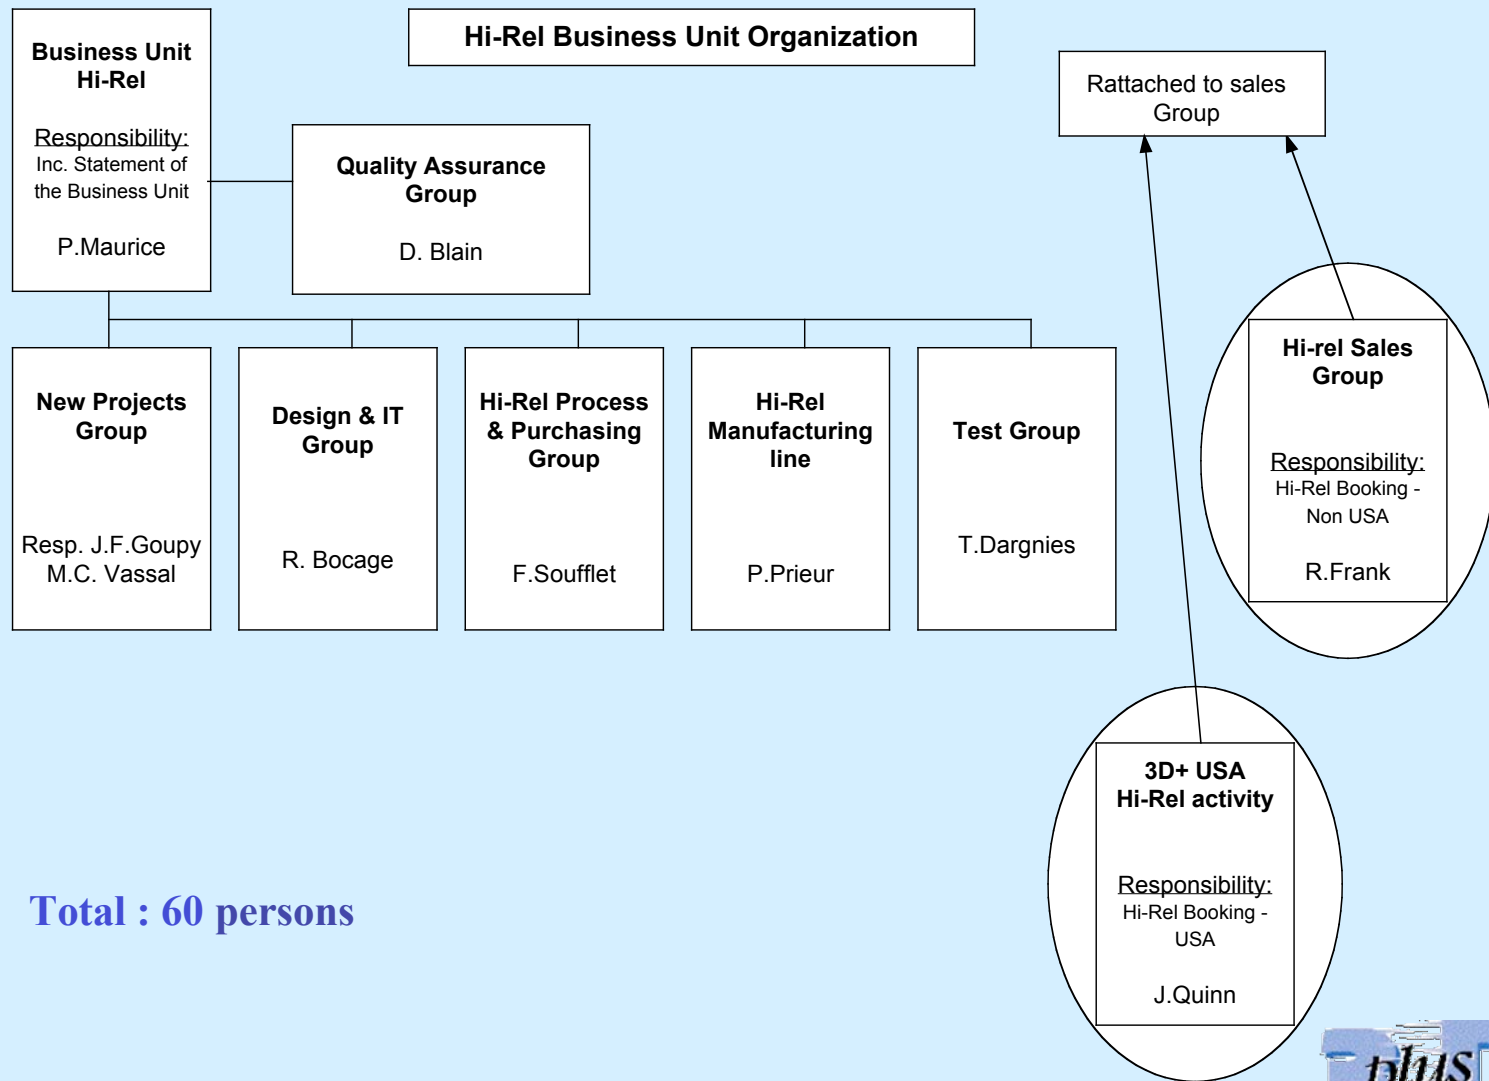 Business Unit
Hi-Rel
Responsibility:
Inc. Statement of
the Business Unit
P.Maurice
Hi-Rel Business Unit Organization
Rattached to sales
Group
Quality Assurance
Group
D. Blain
New Projects
Group
Resp. J.F.Goupy
M.C. Vassal
Design & IT
Group
R. Bocage
Hi-Rel Process
& Purchasing
Group
F.Soufflet
Hi-Rel
Manufacturing
line
P.Prieur
Test Group
T.Dargnies
Hi-rel Sales
Group
Responsibility:
Hi-Rel Booking -
Non USA
R.Frank
3D+ USA
Hi-Rel activity
Responsibility:
Hi-Rel Booking -
USA
J.Quinn
Total : 60 persons
plus